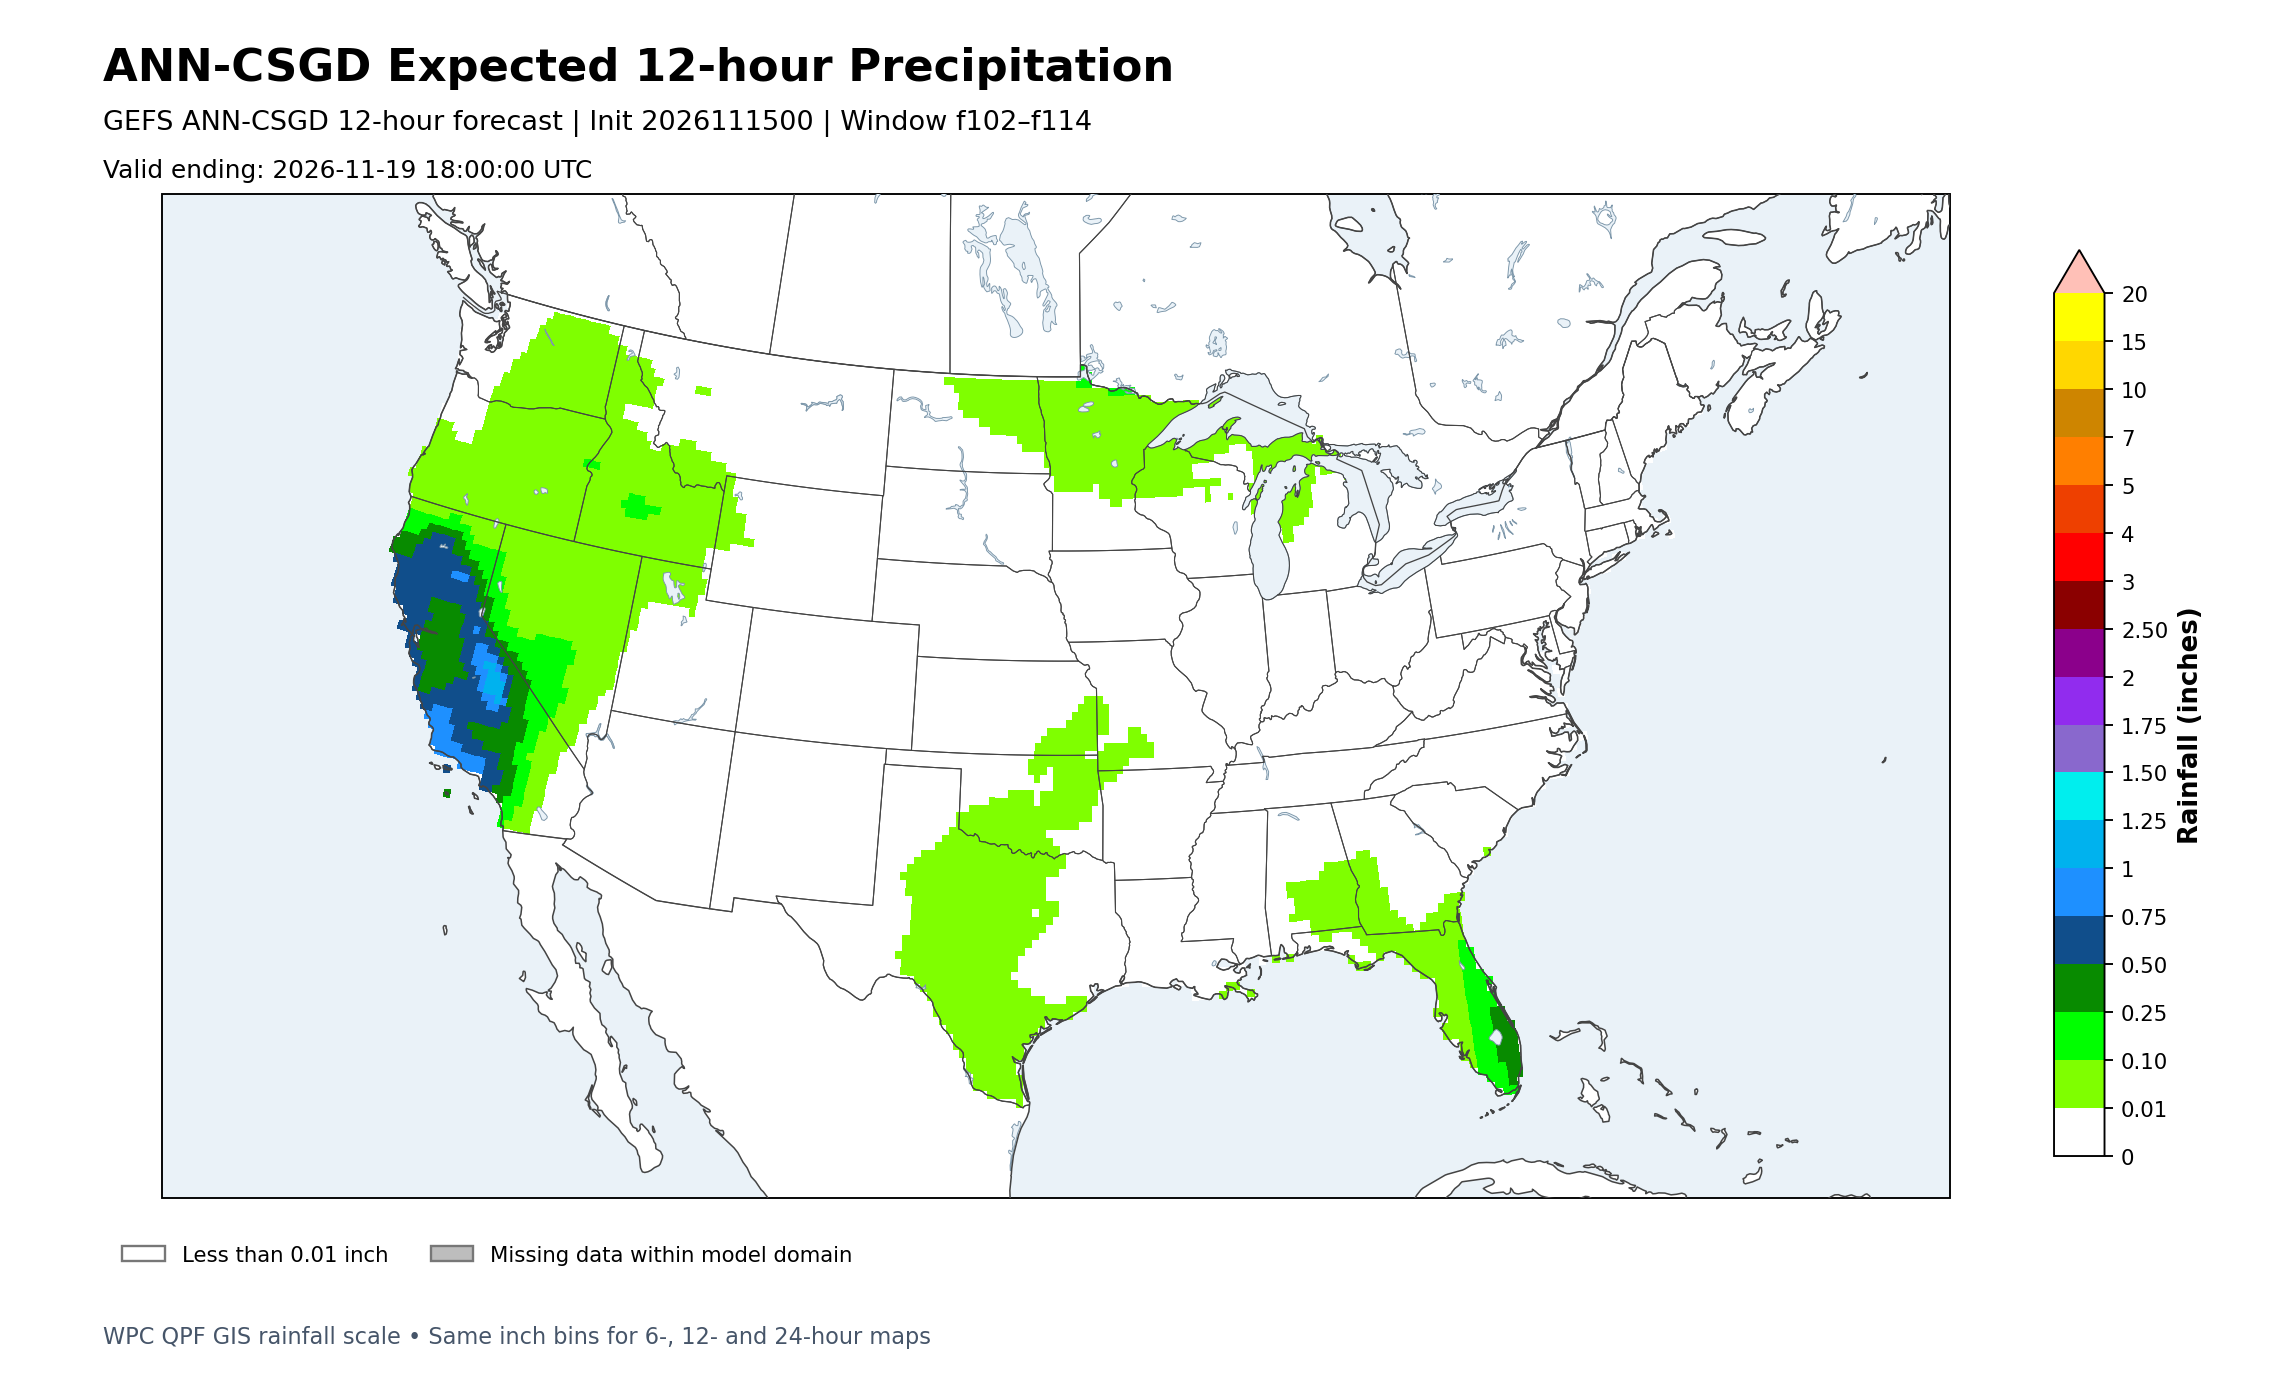 ANN-CSGD Expected 12-hour Precipitation
GEFS ANN-CSGD 12-hour forecast | Init 2026111500 | Window f102–f114
Valid ending: 2026-11-19 18:00:00 UTC
20
15
10
7
5
4
3
2.50
2
1.75
1.50
1.25
1
0.75
0.50
0.25
0.10
0.01
0
Rainfall (inches)
Less than 0.01 inch
Missing data within model domain
WPC QPF GIS rainfall scale • Same inch bins for 6-, 12- and 24-hour maps